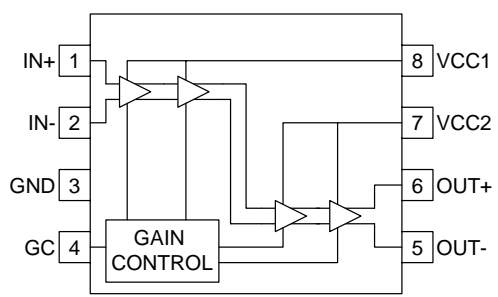 IN+ 1
8 VCC1
IN- 2
7 VCC2
GND 3
6 OUT+
GC 4
GAIN
CONTROL
5 OUT-